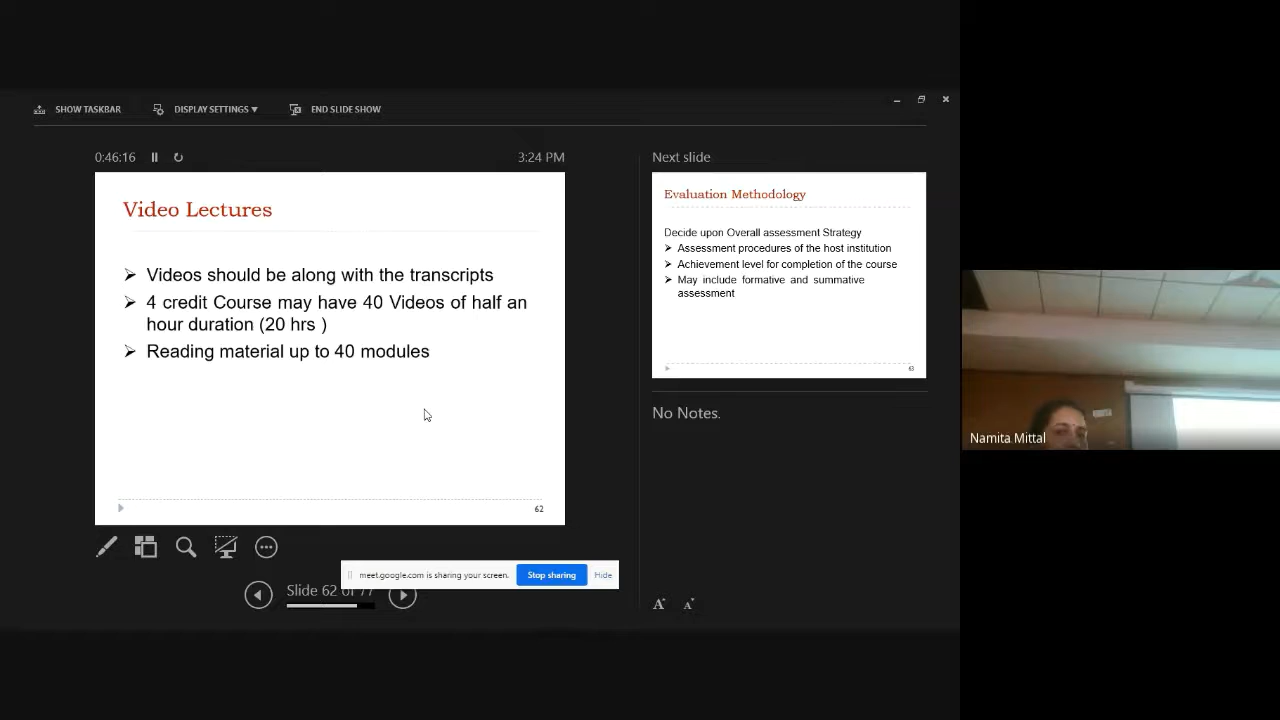 SHOW TASKBAR
DISPLAY SETTINGS
END SLIDE SHOW
0:46:16
3:24 PM
Video Lectures
Videos should be along with the transcripts
4 credit Course may have 40 Videos of half an
hour duration (20 hrs )
Reading material up to 40 modules
62
Next slide
Evaluation Methodology
Decide upon Overall assessment Strategy
Assessment procedures of the host institution
Achievement level for completion of the course
May include formative and summative
assessment
63
No Notes.
meet.google.com is sharing your screen.
Stop sharing
Hide
Slide 62 of 77
A
A
Namita Mittal